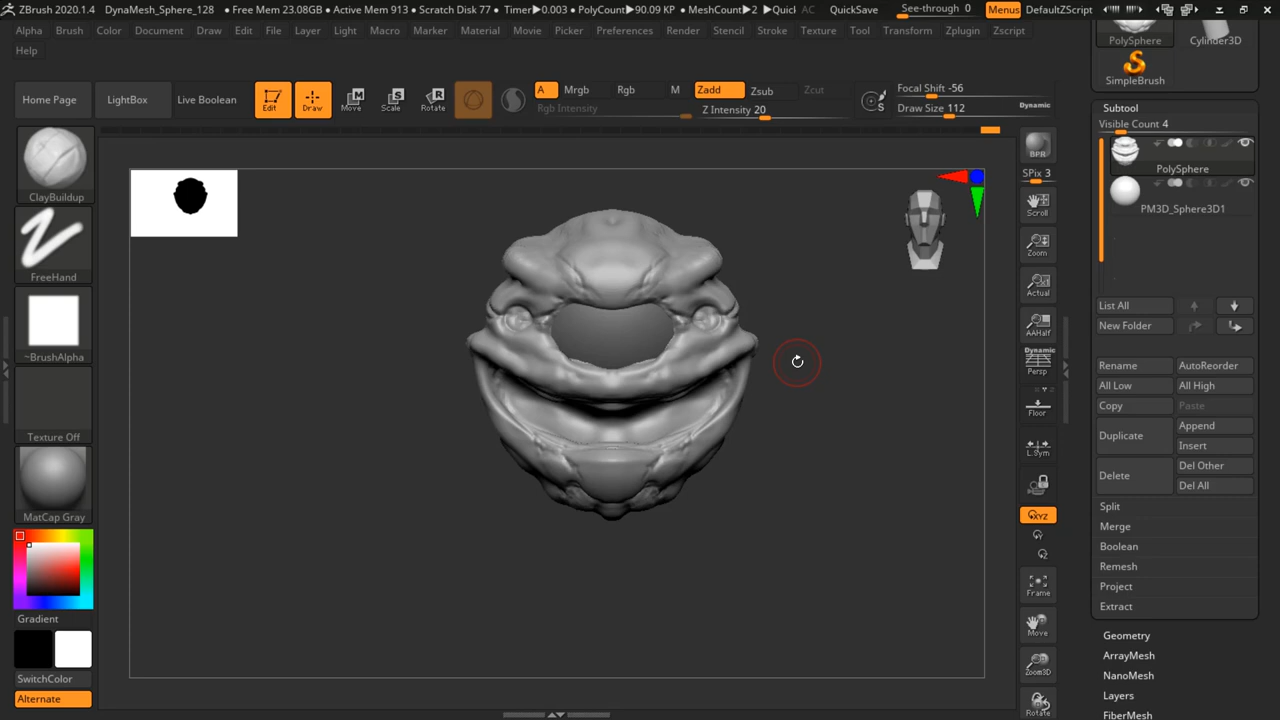 ZBrush 2020.1.4 DynaMesh_Sphere_128 • Free Mem 23.08GB • Active Mem 913 • Scratch Disk 77 • Timer▶0.003 • PolyCount▶90.09 KP • MeshCount▶2 ▶Quick AC QuickSave See-through 0 Menus DefaultZScript
Alpha Brush Color Document Draw Edit File Layer Light Macro Marker Material Movie Picker Preferences Render Stencil Stroke Texture Tool Transform Zplugin Zscript
Help
Home Page LightBox Live Boolean Edit Draw Move Scale Rotate A Mrgb Rgb M Zadd Zsub Zcut Focal Shift -56
Rgb Intensity Z Intensity 20 Draw Size 112 Dynamic
ClayBuildup
FreeHand
~BrushAlpha
Texture Off
MatCap Gray
Gradient
SwitchColor
Alternate
BPR
SPix 3
Scroll
Zoom
Actual
AAHalf
Dynamic
Persp
Floor
L.Sym
XYZ
Y
Z
Frame
Move
Zoom3D
Rotate
PolySphere Cylinder3D
SimpleBrush
Subtool
Visible Count 4
PolySphere
PM3D_Sphere3D1
List All
New Folder
Rename AutoReorder
All Low All High
Copy Paste
Duplicate Append
Insert
Delete Del Other
Del All
Split
Merge
Boolean
Remesh
Project
Extract
Geometry
ArrayMesh
NanoMesh
Layers
FiberMesh